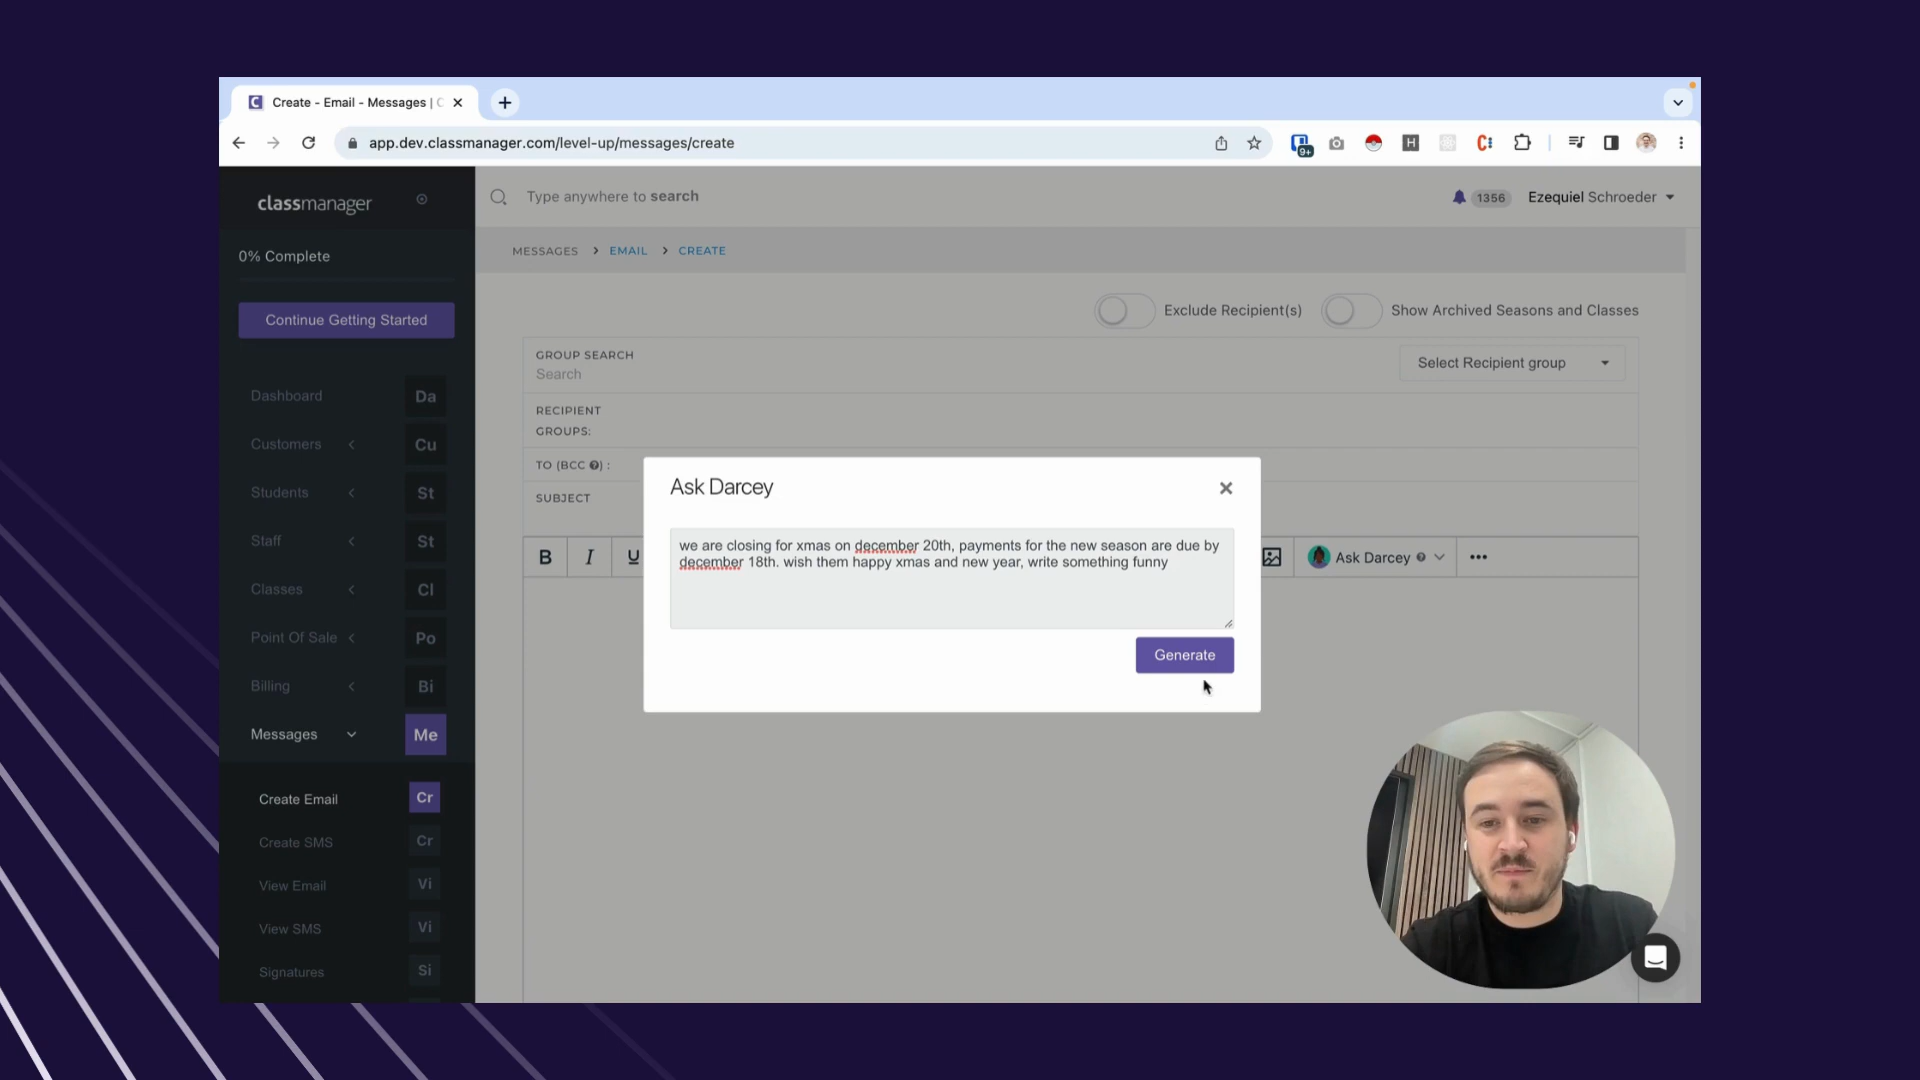 Create - Email - Messages | C
app.dev.classmanager.com/level-up/messages/create
9+
H
C
classmanager
Type anywhere to search
1356
Ezequiel Schroeder
0% Complete
MESSAGES > EMAIL > CREATE
Continue Getting Started
Exclude Recipient(s)
Show Archived Seasons and Classes
GROUP SEARCH
Search
Select Recipient group
RECIPIENT
GROUPS:
TO (BCC ?) :
SUBJECT
B I U
Ask Darcey
Dashboard Da
Customers Cu
Students St
Staff St
Classes Cl
Point Of Sale Po
Billing Bi
Messages Me
Create Email Cr
Create SMS Cr
View Email Vi
View SMS Vi
Signatures Si
Ask Darcey
we are closing for xmas on december 20th, payments for the new season are due by
december 18th. wish them happy xmas and new year, write something funny
Generate